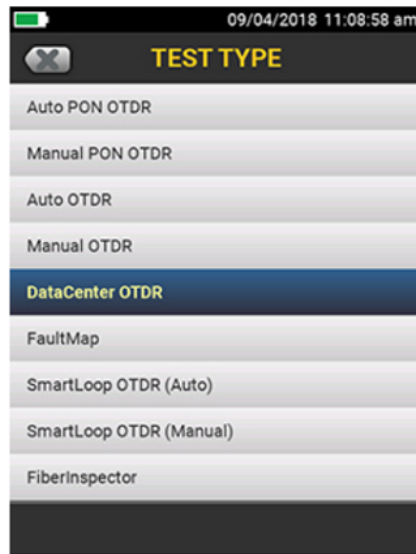 09/04/2018 11:08:58 am
TEST TYPE
Auto PON OTDR
Manual PON OTDR
Auto OTDR
Manual OTDR
DataCenter OTDR
FaultMap
SmartLoop OTDR (Auto)
SmartLoop OTDR (Manual)
FiberInspector